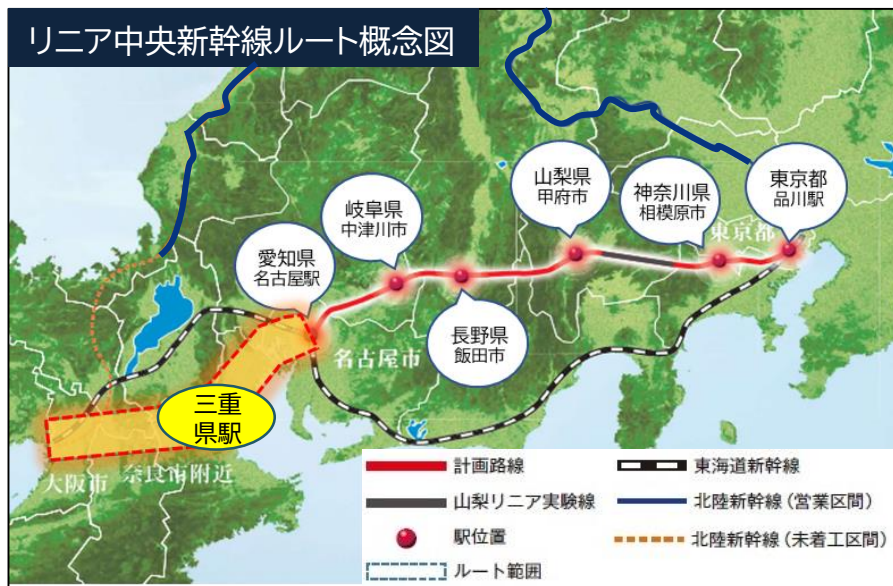 リニア中央新幹線ルート概念図
東京都
品川駅
神奈川県
相模原市
山梨県
甲府市
岐阜県
中津川市
愛知県
名古屋駅
東京都
長野県
飯田市
名古屋市
三重
県駅
奈良市附近
大阪市
計画路線
東海道新幹線
山梨リニア実験線
北陸新幹線(営業区間)
駅位置
北陸新幹線(未着工区間)
ルート範囲